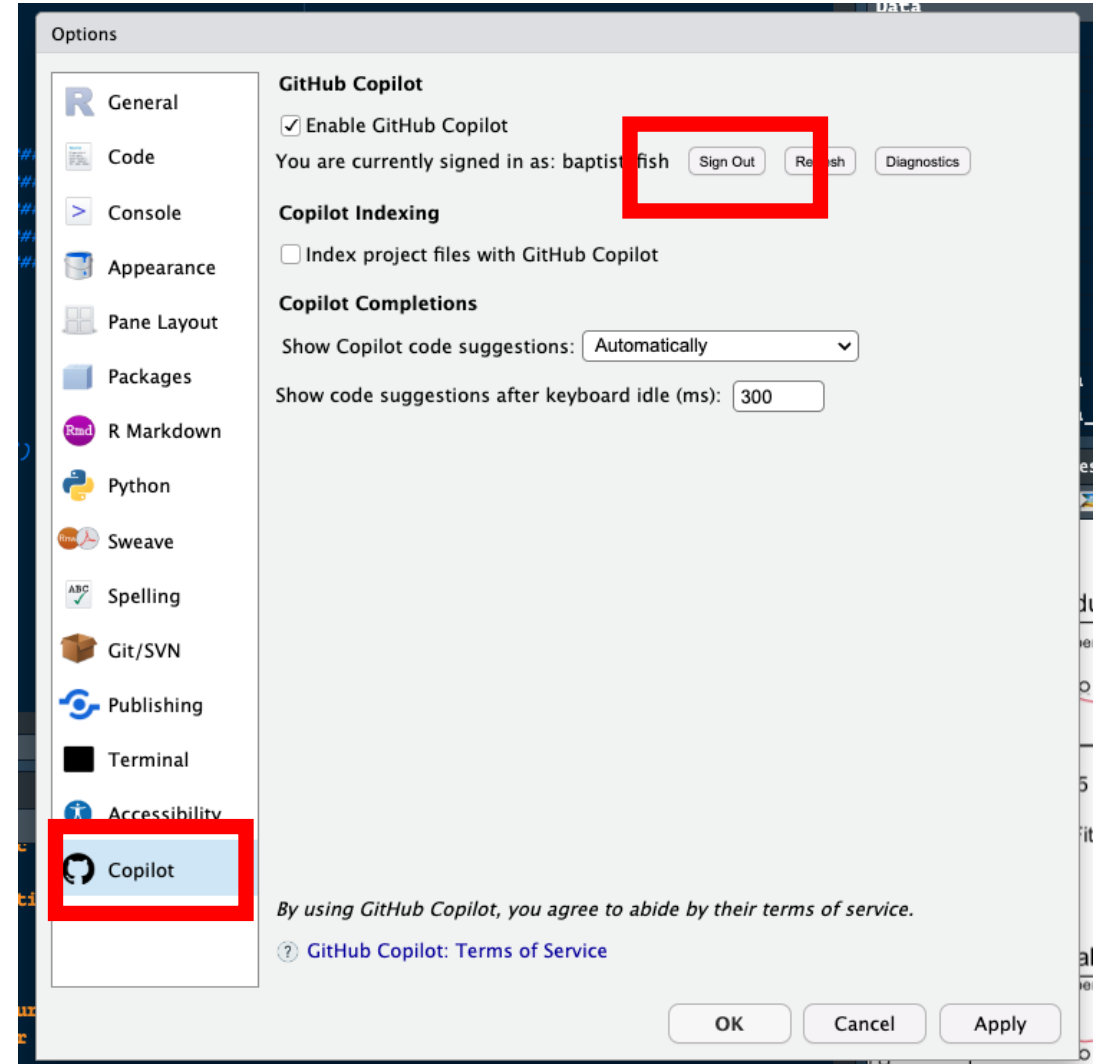 Data
Options
General
Code
Console
Appearance
Pane Layout
Packages
R Markdown
Python
Sweave
Spelling
Git/SVN
Publishing
Terminal
Accessibility
Copilot
GitHub Copilot
Enable GitHub Copilot
You are currently signed in as: fish Sign Out Diagnostics
Copilot Indexing
Index project files with GitHub Copilot
Copilot Completions
Show Copilot code suggestions: Automatically
Show code suggestions after keyboard idle (ms): 300
By using GitHub Copilot, you agree to abide by their terms of service.
GitHub Copilot: Terms of Service
OK Cancel Apply